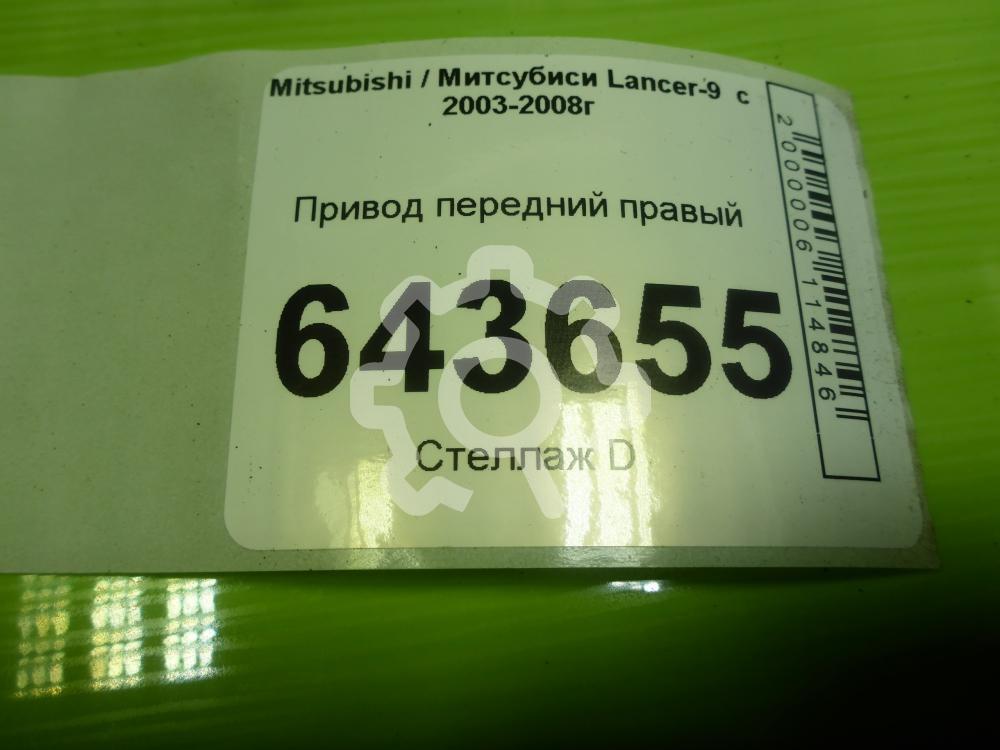 Mitsubishi / Митсубиси Lancer-9 с
2003-2008г
Привод передний правый
643655
Стеллаж D
2000006114846